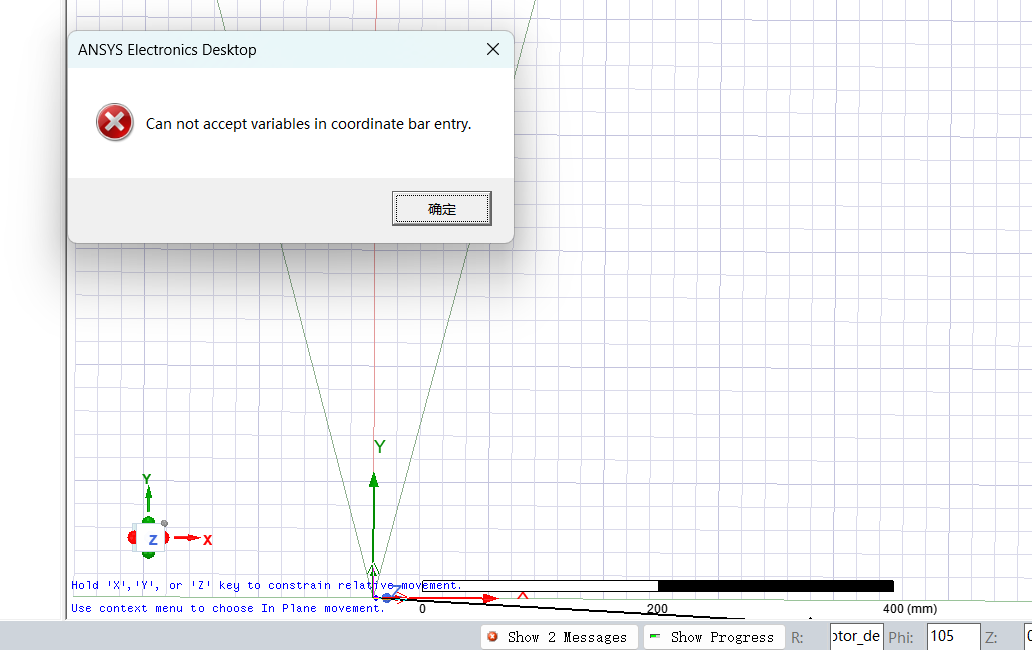 ANSYS Electronics Desktop
Can not accept variables in coordinate bar entry.
确定
Y
Y
Z
X
Z
X
Hold 'X','Y', or 'Z' key to constrain relative movement.
Use context menu to choose In Plane movement.
0
200
400 (mm)
Show 2 Messages
Show Progress
R:
otor_de
Phi:
105
Z:
0